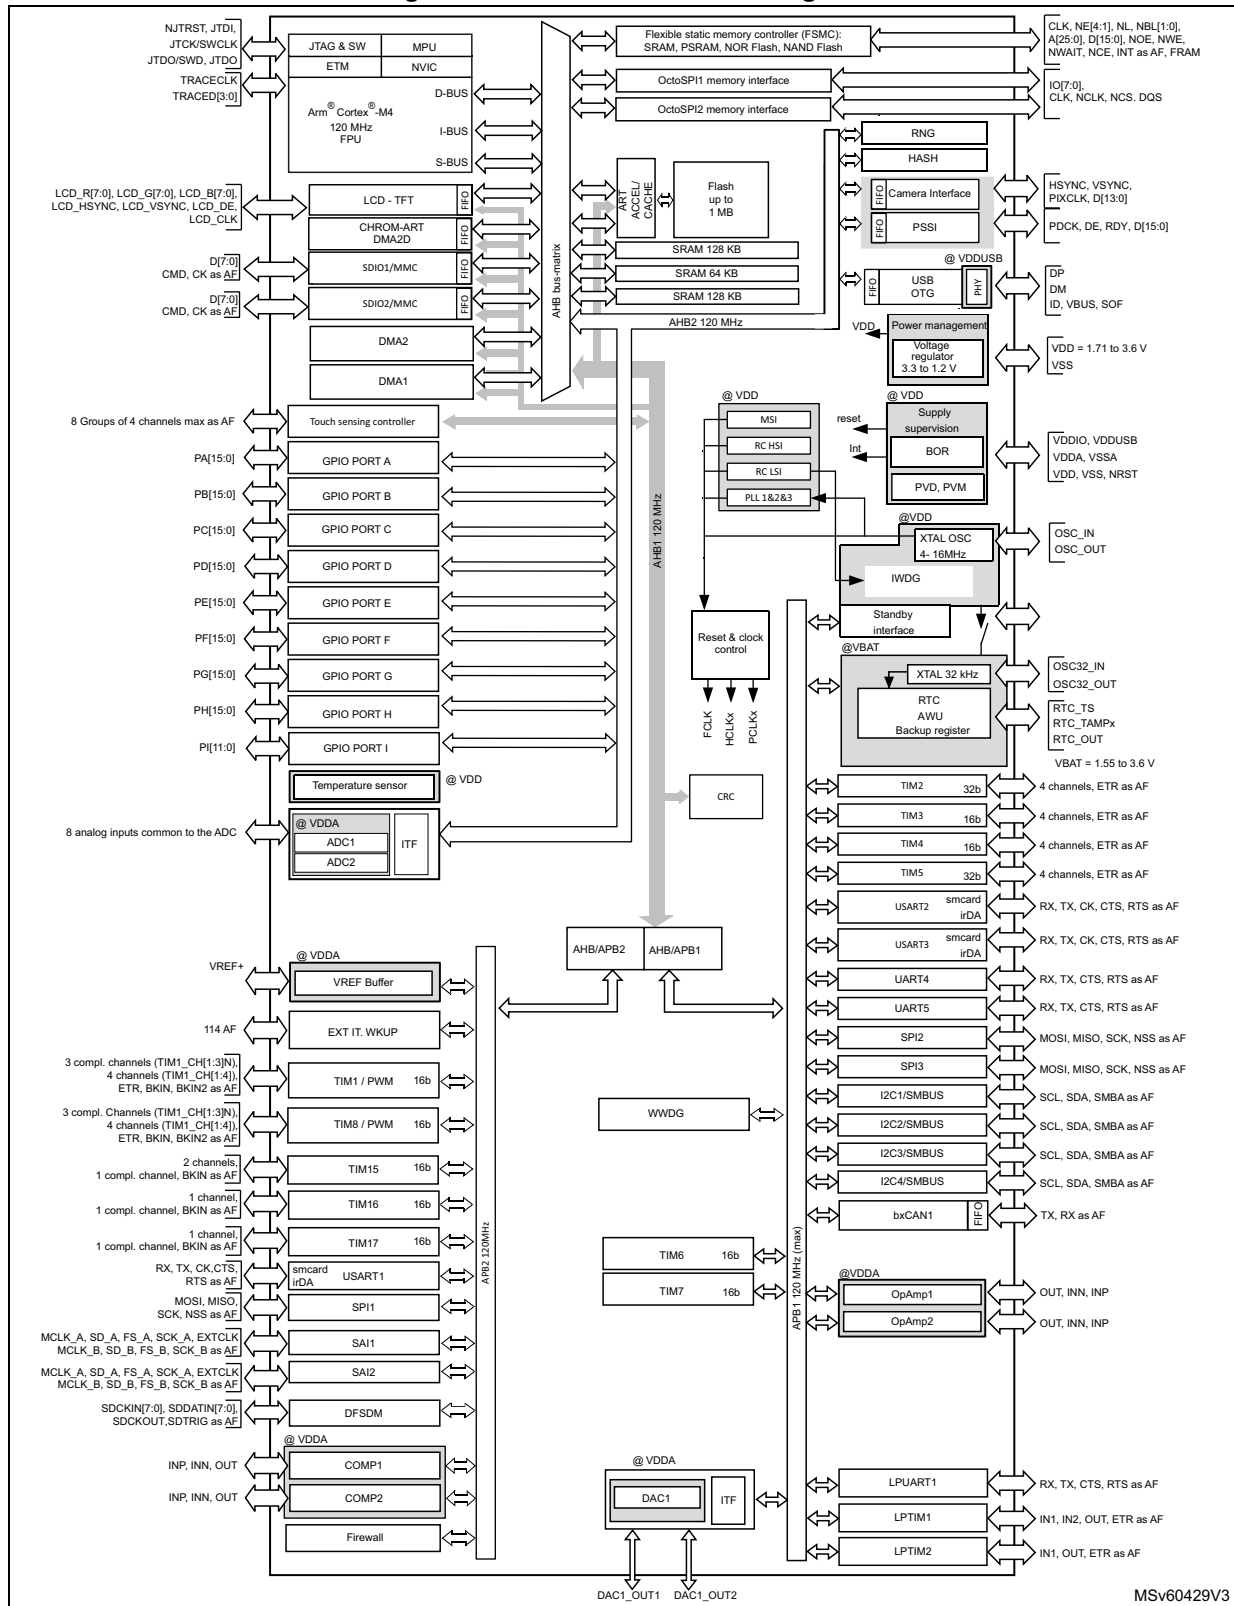 NJTRST, JTDI,
JTCK/SWCLK
JTDO/SWD, JTDO
TRACECLK
TRACED[3:0]
JTAG & SW
MPU
ETM
NVIC
Arm® Cortex®-M4
120 MHz
FPU
D-BUS
I-BUS
S-BUS
AHB bus-matrix
Flexible static memory controller (FSMC):
SRAM, PSRAM, NOR Flash, NAND Flash
CLK, NE[4:1], NL, NBL[1:0],
A[25:0], D[15:0], NOE, NWE,
NWAIT, NCE, INT as AF, FRAM
OctoSPI1 memory interface
OctoSPI2 memory interface
IO[7:0],
CLK, NCLK, NCS. DQS
RNG
HASH
FIFO
Camera Interface
HSYNC, VSYNC,
PIXCLK, D[13:0]
FIFO
PSSI
PDCK, DE, RDY, D[15:0]
@ VDDUSB
FIFO
USB
OTG
PHY
DP
DM
ID, VBUS, SOF
ART
ACCEL/
CACHE
Flash
up to
1 MB
SRAM 128 KB
SRAM 64 KB
SRAM 128 KB
AHB2 120 MHz
LCD_R[7:0], LCD_G[7:0], LCD_B[7:0],
LCD_HSYNC, LCD_VSYNC, LCD_DE,
LCD_CLK
LCD - TFT
FIFO
CHROM-ART
DMA2D
FIFO
D[7:0]
CMD, CK as AF
SDIO1/MMC
FIFO
D[7:0]
CMD, CK as AF
SDIO2/MMC
FIFO
DMA2
DMA1
VDD
Power management
Voltage
regulator
3.3 to 1.2 V
VDD = 1.71 to 3.6 V
VSS
8 Groups of 4 channels max as AF
Touch sensing controller
PA[15:0]
GPIO PORT A
PB[15:0]
GPIO PORT B
PC[15:0]
GPIO PORT C
PD[15:0]
GPIO PORT D
PE[15:0]
GPIO PORT E
PF[15:0]
GPIO PORT F
PG[15:0]
GPIO PORT G
PH[15:0]
GPIO PORT H
PI[11:0]
GPIO PORT I
AHB1 120 MHz
@ VDD
MSI
RC HSI
RC LSI
PLL 1&2&3
@ VDD
reset
Int
Supply
supervision
BOR
PVD, PVM
VDDIO, VDDUSB
VDDA, VSSA
VDD, VSS, NRST
@VDD
XTAL OSC
4- 16MHz
IWDG
OSC_IN
OSC_OUT
Standby
interface
Reset & clock
control
FCLK
HCLKx
PCLKx
@VBAT
XTAL 32 kHz
RTC
AWU
Backup register
OSC32_IN
OSC32_OUT
RTC_TS
RTC_TAMPx
RTC_OUT
VBAT = 1.55 to 3.6 V
Temperature sensor
@ VDD
8 analog inputs common to the ADC
@ VDDA
ADC1
ADC2
ITF
CRC
AHB/APB2
AHB/APB1
VREF+
@ VDDA
VREF Buffer
114 AF
EXT IT. WKUP
3 compl. channels (TIM1_CH[1:3]N),
4 channels (TIM1_CH[1:4]),
ETR, BKIN, BKIN2 as AF
TIM1 / PWM
16b
3 compl. Channels (TIM1_CH[1:3]N),
4 channels (TIM1_CH[1:4]),
ETR, BKIN, BKIN2 as AF
TIM8 / PWM
16b
2 channels,
1 compl. channel, BKIN as AF
TIM15
16b
1 channel,
1 compl. channel, BKIN as AF
TIM16
16b
1 channel,
1 compl. channel, BKIN as AF
TIM17
16b
RX, TX, CK,CTS,
RTS as AF
smcard
irDA
USART1
MOSI, MISO,
SCK, NSS as AF
SPI1
MCLK_A, SD_A, FS_A, SCK_A, EXTCLK
MCLK_B, SD_B, FS_B, SCK_B as AF
SAI1
MCLK_A, SD_A, FS_A, SCK_A, EXTCLK
MCLK_B, SD_B, FS_B, SCK_B as AF
SAI2
SDCKIN[7:0], SDDATIN[7:0],
SDCKOUT,SDTRIG as AF
DFSDM
@ VDDA
INP, INN, OUT
COMP1
INP, INN, OUT
COMP2
Firewall
APB2 120MHz
WWDG
TIM6
16b
TIM7
16b
@ VDDA
DAC1
ITF
DAC1_OUT1
DAC1_OUT2
APB1 120 MHz (max)
TIM2
32b
4 channels, ETR as AF
TIM3
16b
4 channels, ETR as AF
TIM4
16b
4 channels, ETR as AF
TIM5
32b
4 channels, ETR as AF
USART2
smcard
irDA
RX, TX, CK, CTS, RTS as AF
USART3
smcard
irDA
RX, TX, CK, CTS, RTS as AF
UART4
RX, TX, CTS, RTS as AF
UART5
RX, TX, CTS, RTS as AF
SPI2
MOSI, MISO, SCK, NSS as AF
SPI3
MOSI, MISO, SCK, NSS as AF
I2C1/SMBUS
SCL, SDA, SMBA as AF
I2C2/SMBUS
SCL, SDA, SMBA as AF
I2C3/SMBUS
SCL, SDA, SMBA as AF
I2C4/SMBUS
SCL, SDA, SMBA as AF
bxCAN1
FIFO
TX, RX as AF
@VDDA
OpAmp1
OUT, INN, INP
OpAmp2
OUT, INN, INP
LPUART1
RX, TX, CTS, RTS as AF
LPTIM1
IN1, IN2, OUT, ETR as AF
LPTIM2
IN1, OUT, ETR as AF
MSv60429V3